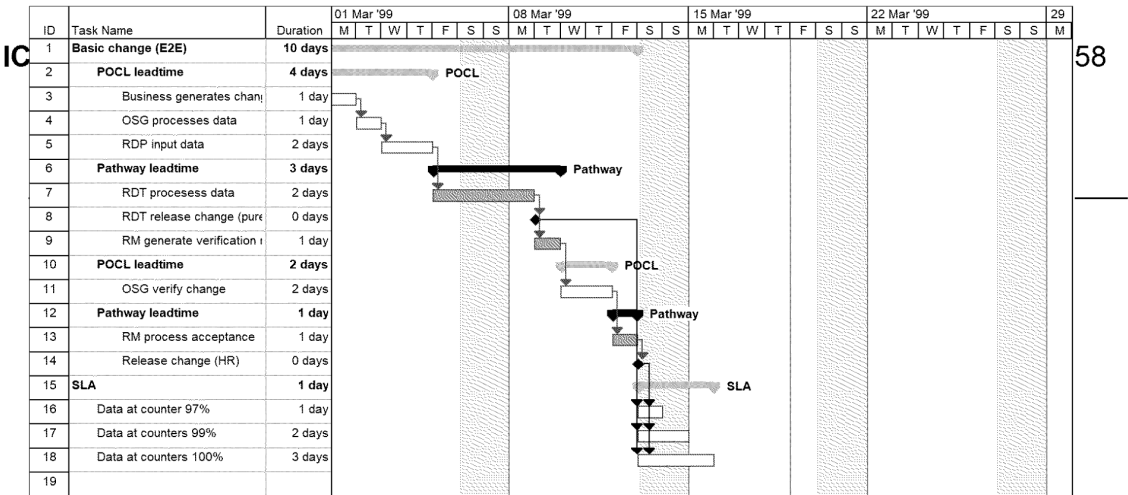 01 Mar '99 08 Mar '99 15 Mar '99 22 Mar '99 29
ID Task Name Duration M T W T F S S M T W T F S S M T W T F S S M T W T F S S M
1 Basic change (E2E) 10 days
IC 58
2 POCL leadtime 4 days POCL
3 Business generates chan 1 day
4 OSG processes data 1 day
5 RDP input data 2 days
6 Pathway leadtime 3 days Pathway
7 RDT procesess data 2 days
8 RDT release change (pure 0 days
9 RM generate verification 1 day
10 POCL leadtime 2 days POCL
11 OSG verify change 2 days
12 Pathway leadtime 1 day Pathway
13 RM process acceptance 1 day
14 Release change (HR) 0 days
15 SLA 1 day SLA
16 Data at counter 97% 1 day
17 Data at counters 99% 2 days
18 Data at counters 100% 3 days
19